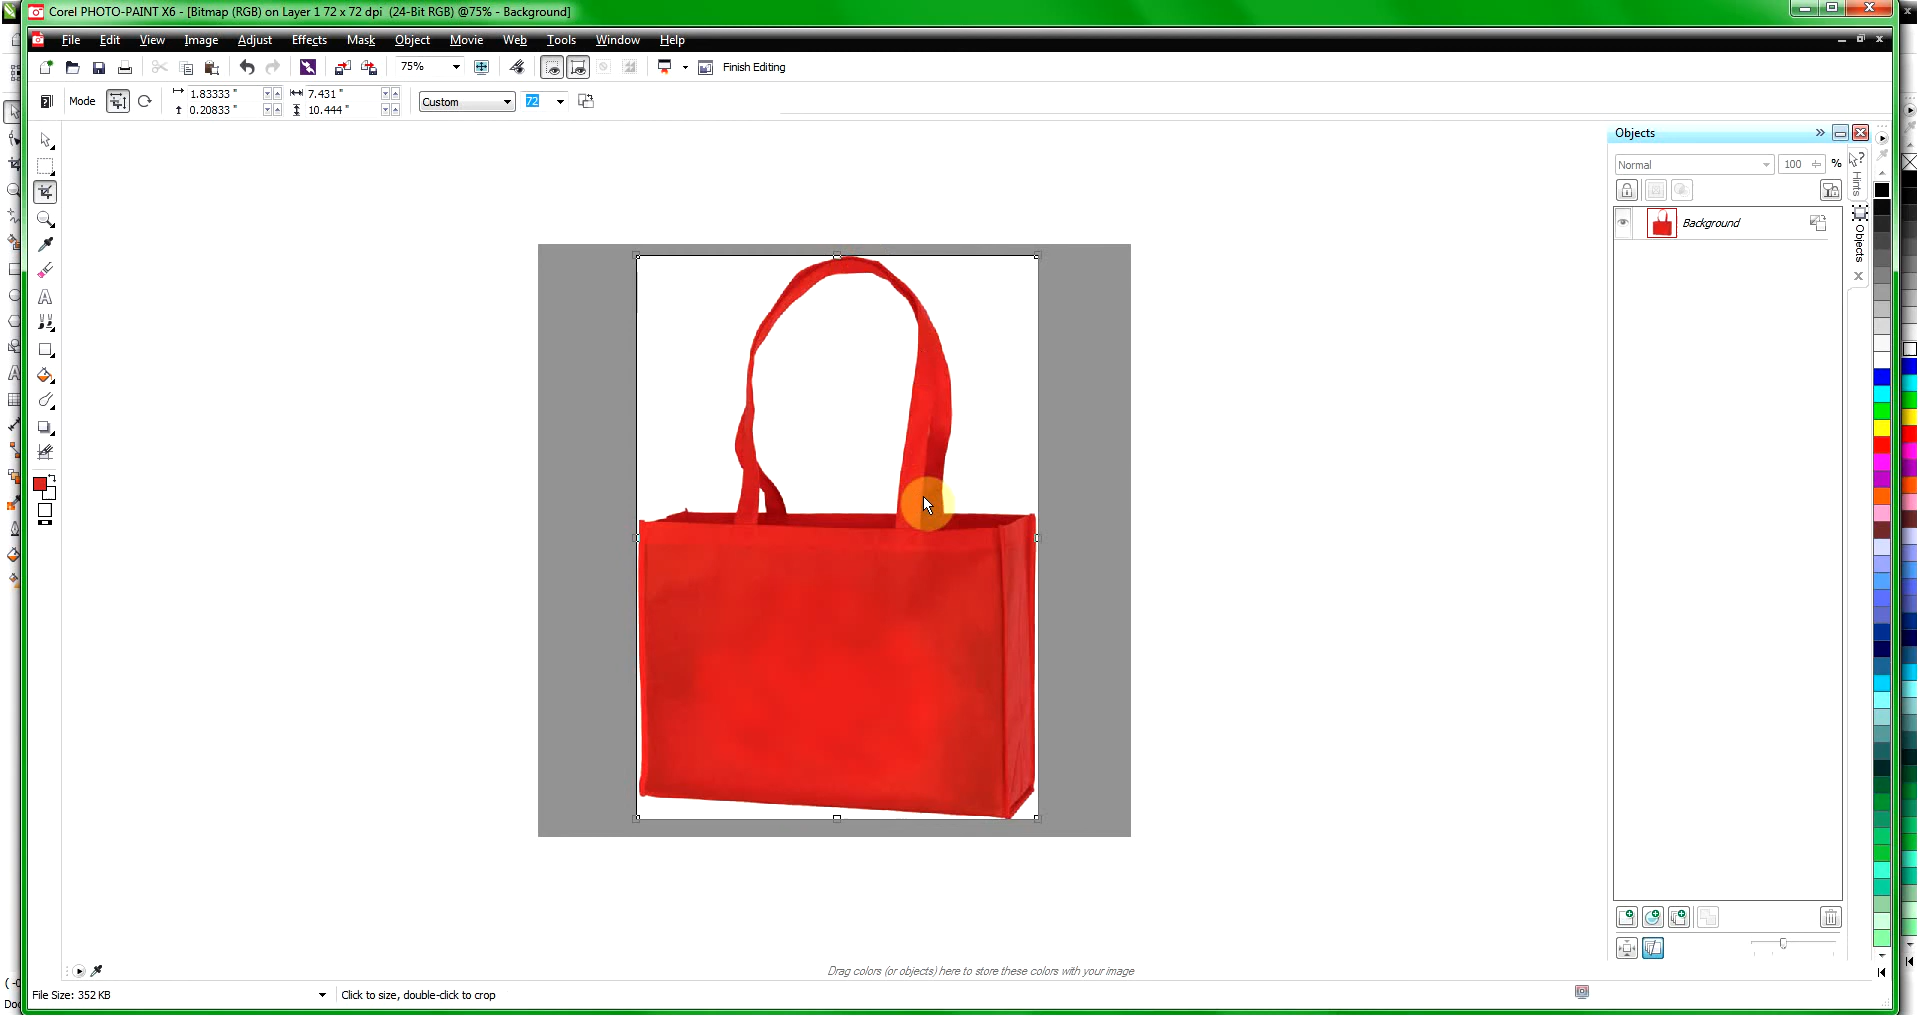 Corel PHOTO-PAINT X6 - [Bitmap (RGB) on Layer 1 72 x 72 dpi (24-Bit RGB) @75% - Background]
File Edit View Image Adjust Effects Mask Object Movie Web Tools Window Help
75% Finish Editing
Mode 1.83333 " 7.431 " Custom 72
0.20833 " 10.444 "
Objects
Normal 100 %
Hints
Background
Objects
Drag colors (or objects) here to store these colors with your image
File Size: 352 KB Click to size, double-click to crop